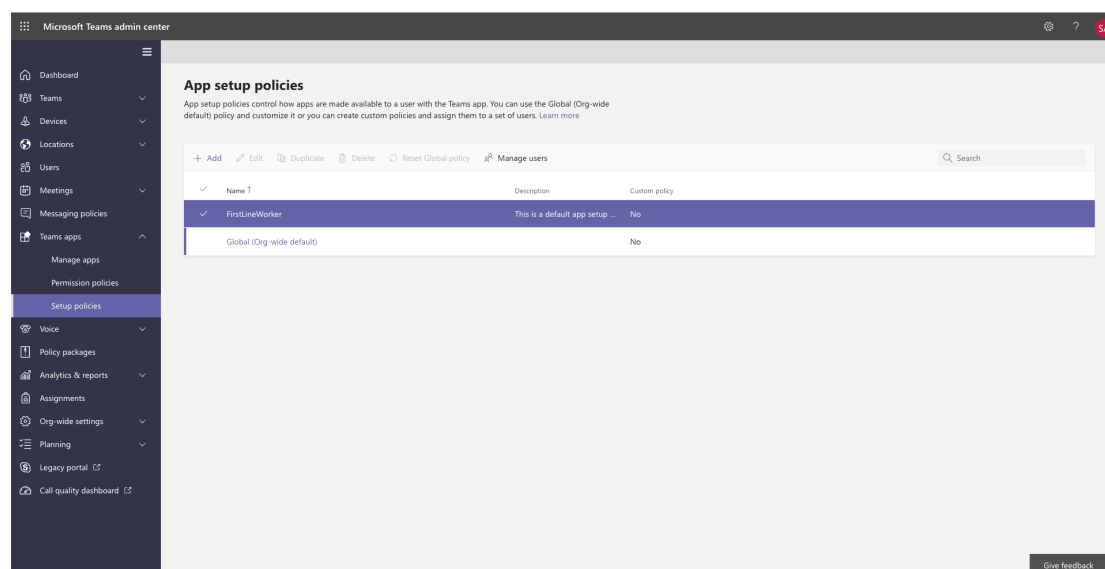 Microsoft Teams admin center
?
Dashboard
Teams
Devices
Locations
Users
Meetings
Messaging policies
Teams apps
Manage apps
Permission policies
Setup policies
Voice
Policy packages
Analytics & reports
Assignments
Org-wide settings
Planning
Legacy portal
Call quality dashboard
App setup policies
App setup policies control how apps are made available to a user with the Teams app. You can use the Global (Org-wide
default) policy and customize it or you can create custom policies and assign them to a set of users. Learn more
+ Add Edit Duplicate Delete Reset Global policy Manage users Search
Name ↑ Description Custom policy
FirstLineWorker This is a default app setup ... No
Global (Org-wide default) No
Give feedback